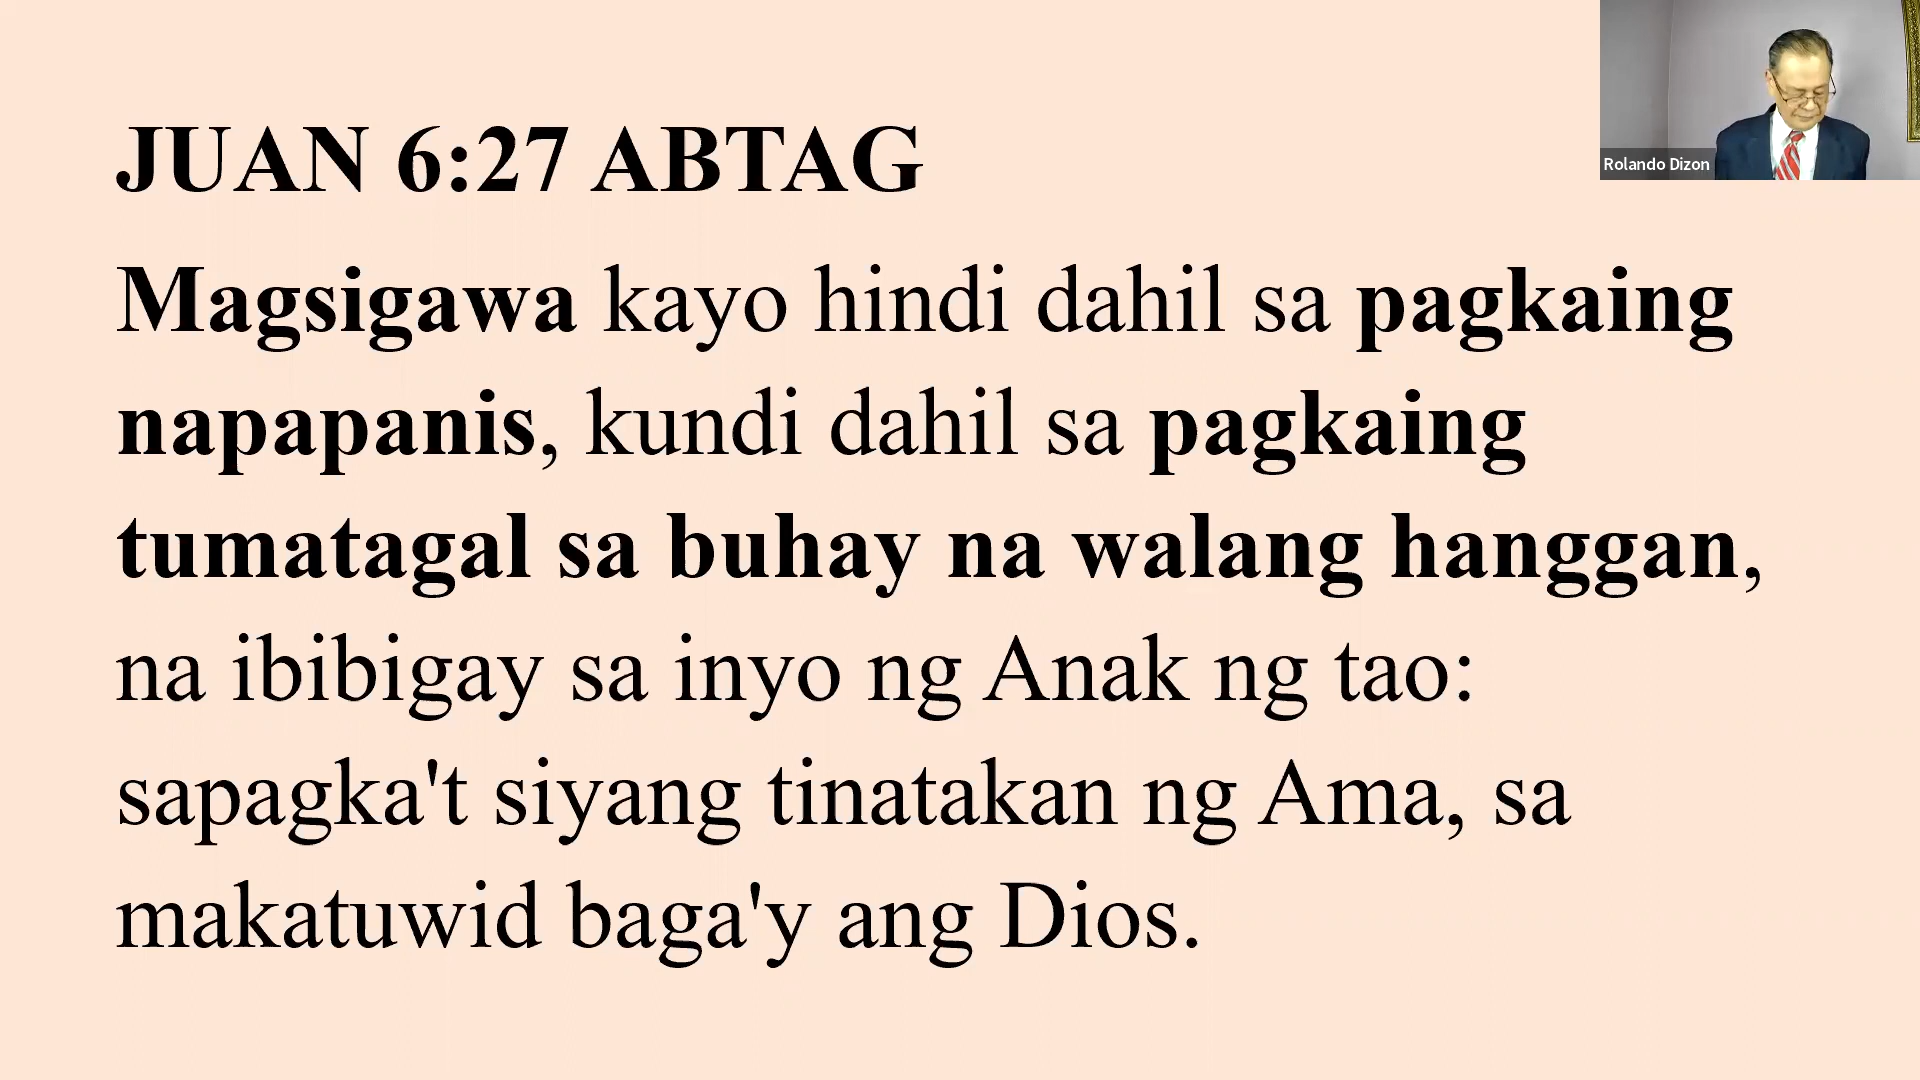 JUAN 6:27 ABTAG
Magsigawa kayo hindi dahil sa pagkaing
napapanis, kundi dahil sa pagkaing
tumatagal sa buhay na walang hanggan,
na ibibigay sa inyo ng Anak ng tao:
sapagka't siyang tinatakan ng Ama, sa
makatuwid baga'y ang Dios.
Rolando Dizon